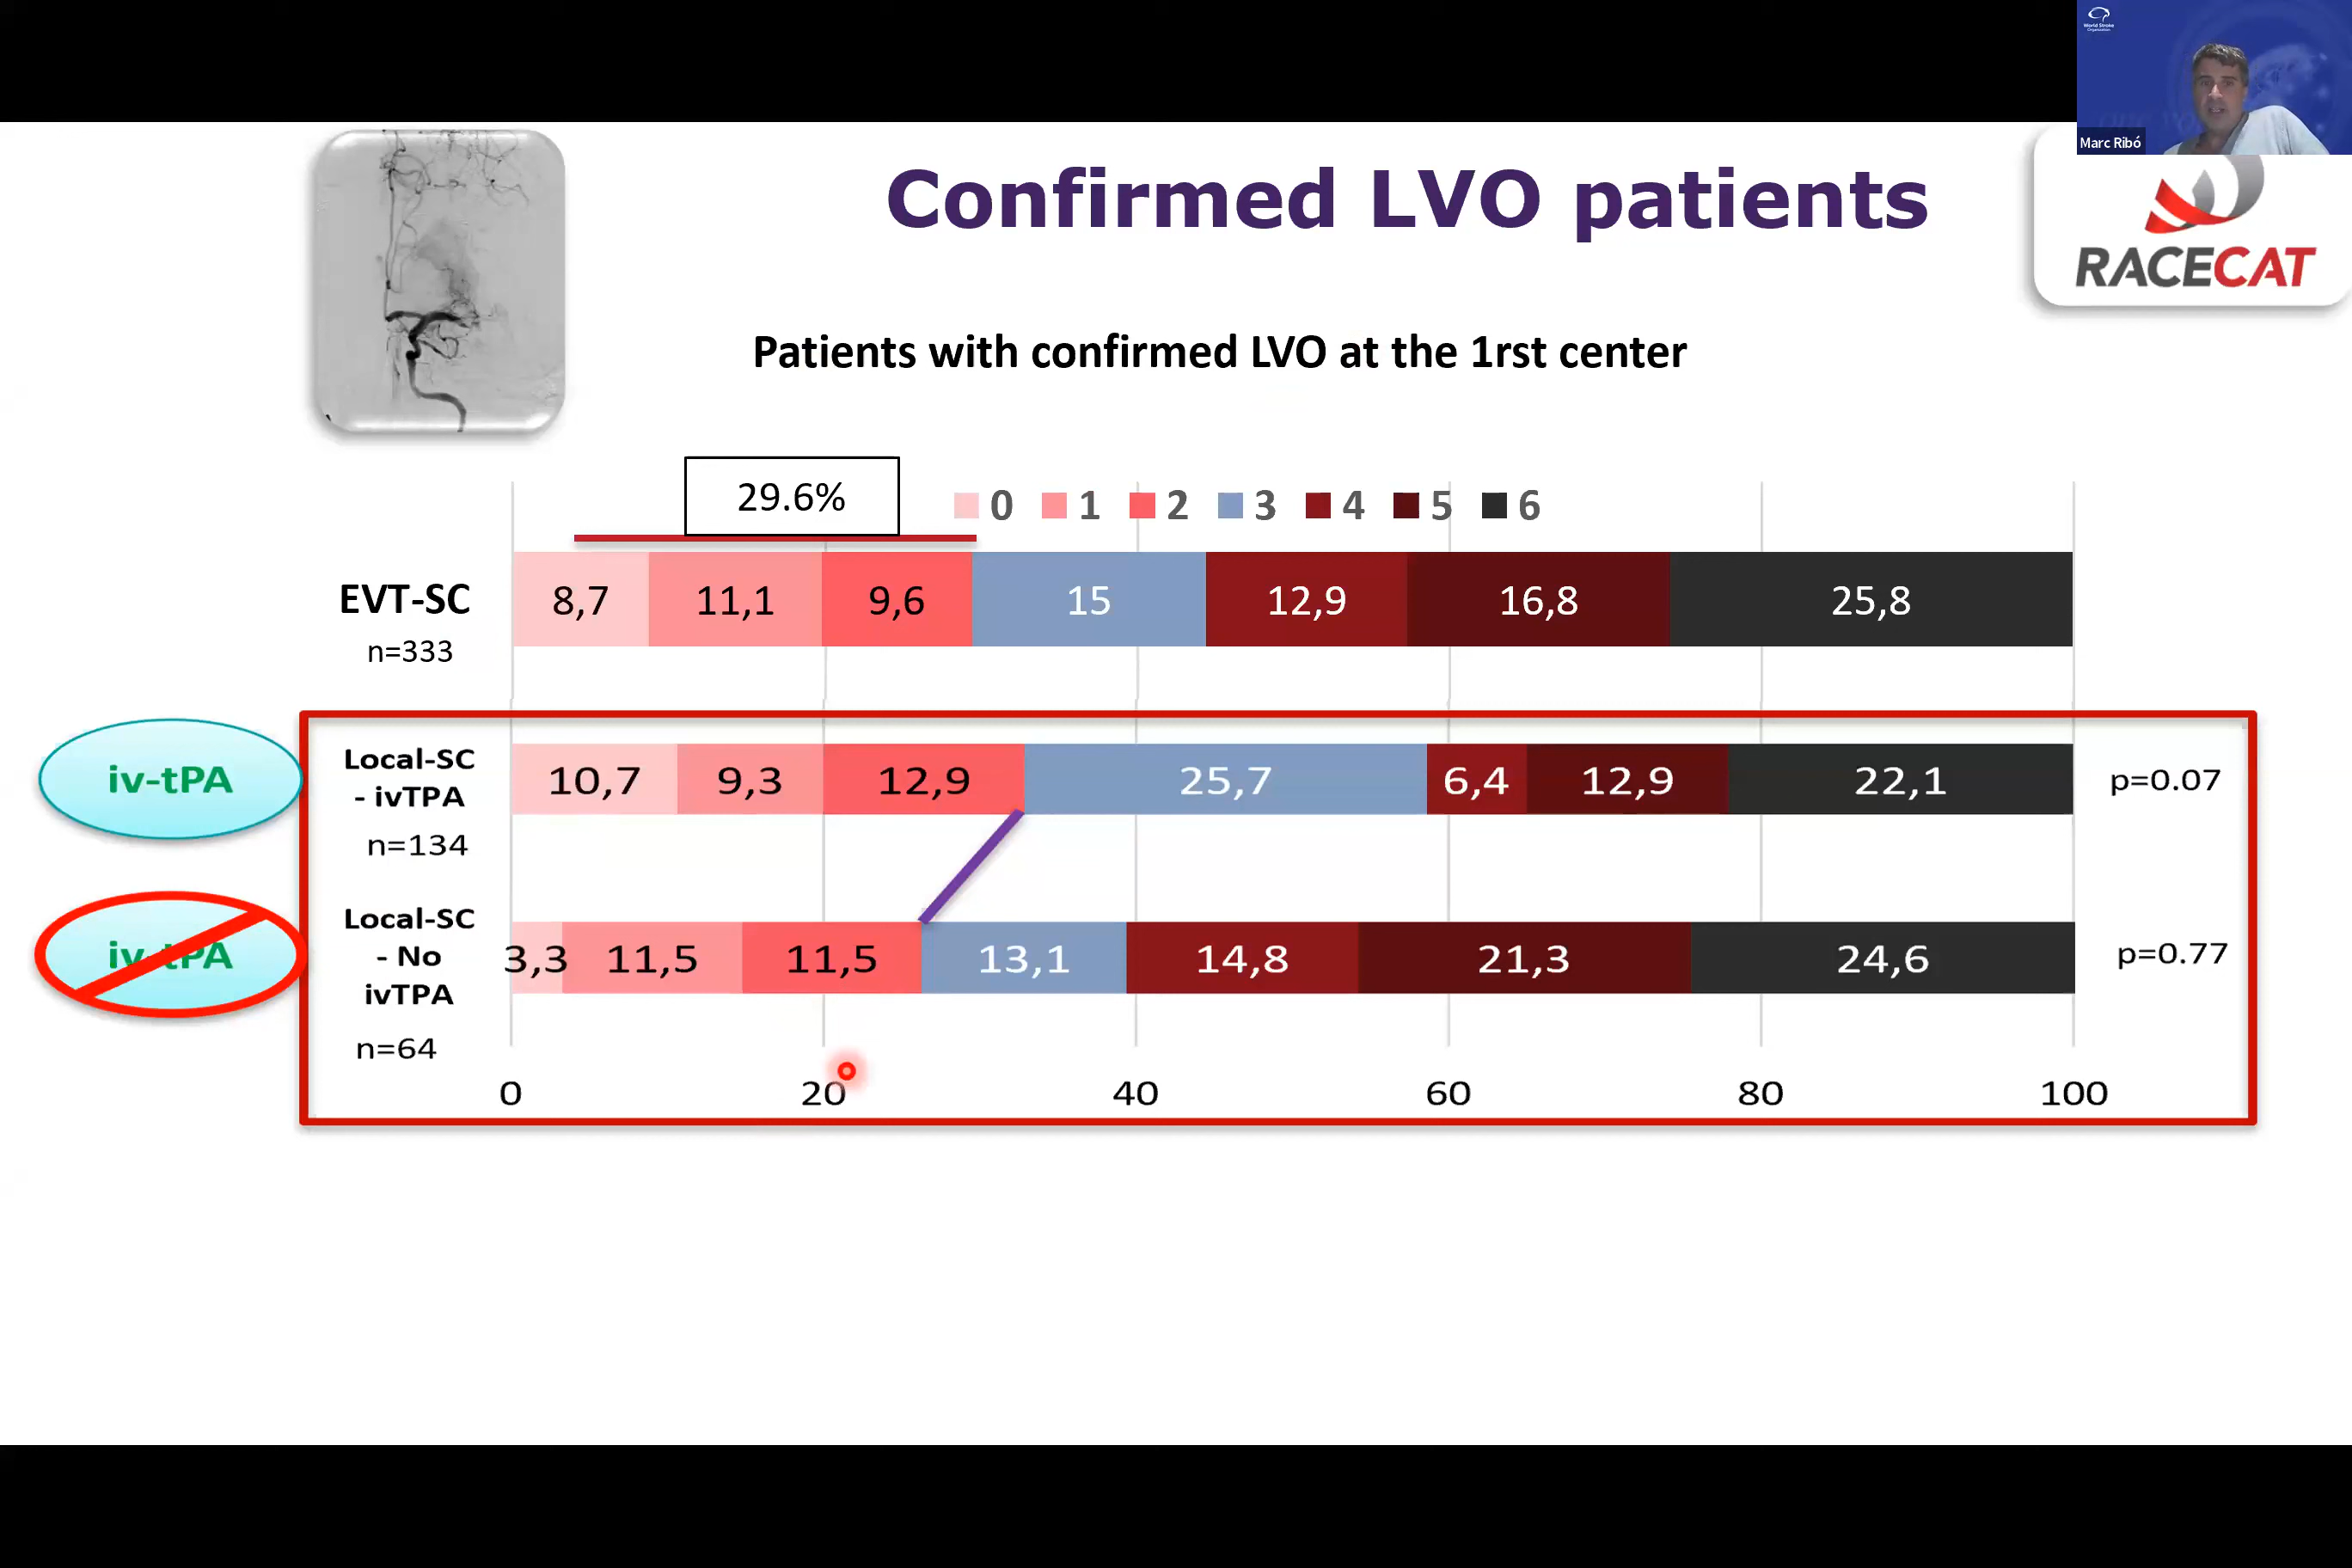 World Stroke
Organization
Marc Ribó
Confirmed LVO patients
RACECAT
Patients with confirmed LVO at the 1rst center
29.6%
0 1 2 3 4 5 6
EVT-SC
n=333
8,7 11,1 9,6 15 12,9 16,8 25,8
iv-tPA
Local-SC
- ivTPA
n=134
10,7 9,3 12,9 25,7 6,4 12,9 22,1
p=0.07
iv-tPA
Local-SC
- No
ivTPA
n=64
3,3 11,5 11,5 13,1 14,8 21,3 24,6
p=0.77
0 20 40 60 80 100